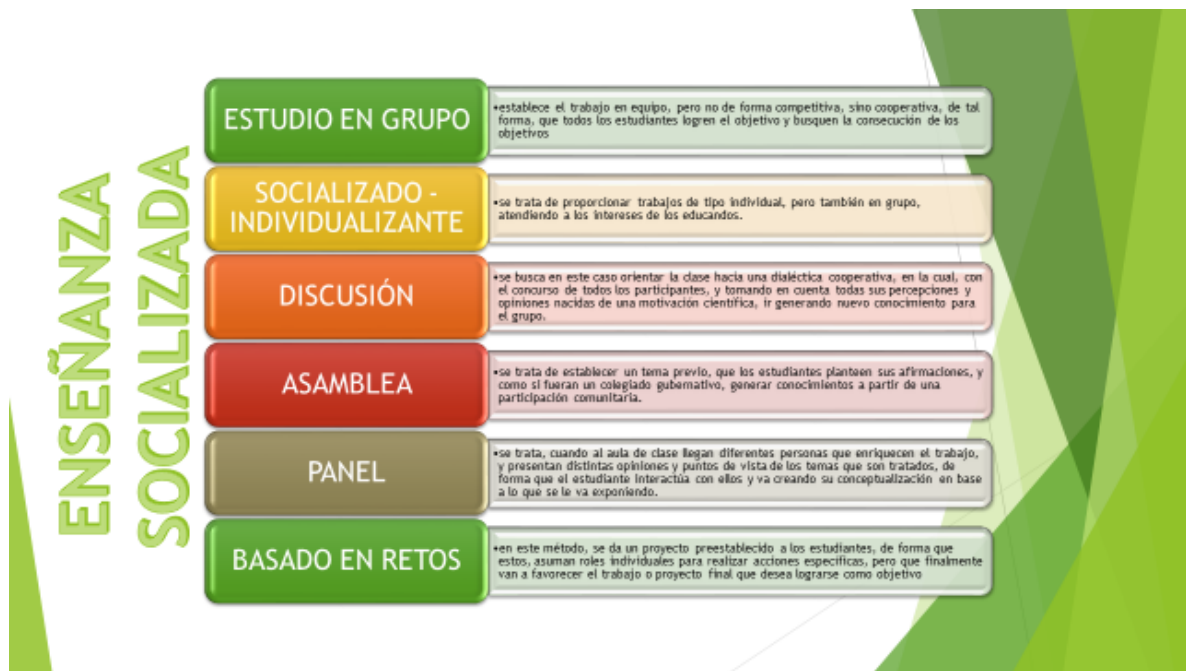 ENSEÑANZA
SOCIALIZADA
ESTUDIO EN GRUPO
•establece el trabajo en equipo, pero no de forma competitiva, sino cooperativa, de tal
forma, que todos los estudiantes logren el objetivo y busquen la consecución de los
objetivos
SOCIALIZADO -
INDIVIDUALIZANTE
•se trata de proporcionar trabajos de tipo individual, pero también en grupo,
atendiendo a los intereses de los educandos.
DISCUSIÓN
•se busca en este caso orientar la clase hacia una dialéctica cooperativa, en la cual, con
el concurso de todos los participantes, y tomando en cuenta todas sus percepciones y
opiniones nacidas de una motivación científica, ir generando nuevo conocimiento para
el grupo.
ASAMBLEA
•se trata de establecer un tema previo, que los estudiantes planteen sus afirmaciones, y
como si fueran un colegiado gubernativo, generar conocimientos a partir de una
participación comunitaria.
PANEL
•se trata, cuando al aula de clase llegan diferentes personas que enriquecen el trabajo,
y presentan distintas opiniones y puntos de vista de los temas que son tratados, de
forma que el estudiante interactúa con ellos y va creando su conceptualización en base
a lo que se le va exponiendo.
BASADO EN RETOS
•en este método, se da un proyecto preestablecido a los estudiantes, de forma que
estos, asuman roles individuales para realizar acciones específicas, pero que finalmente
van a favorecer el trabajo o proyecto final que desea lograrse como objetivo